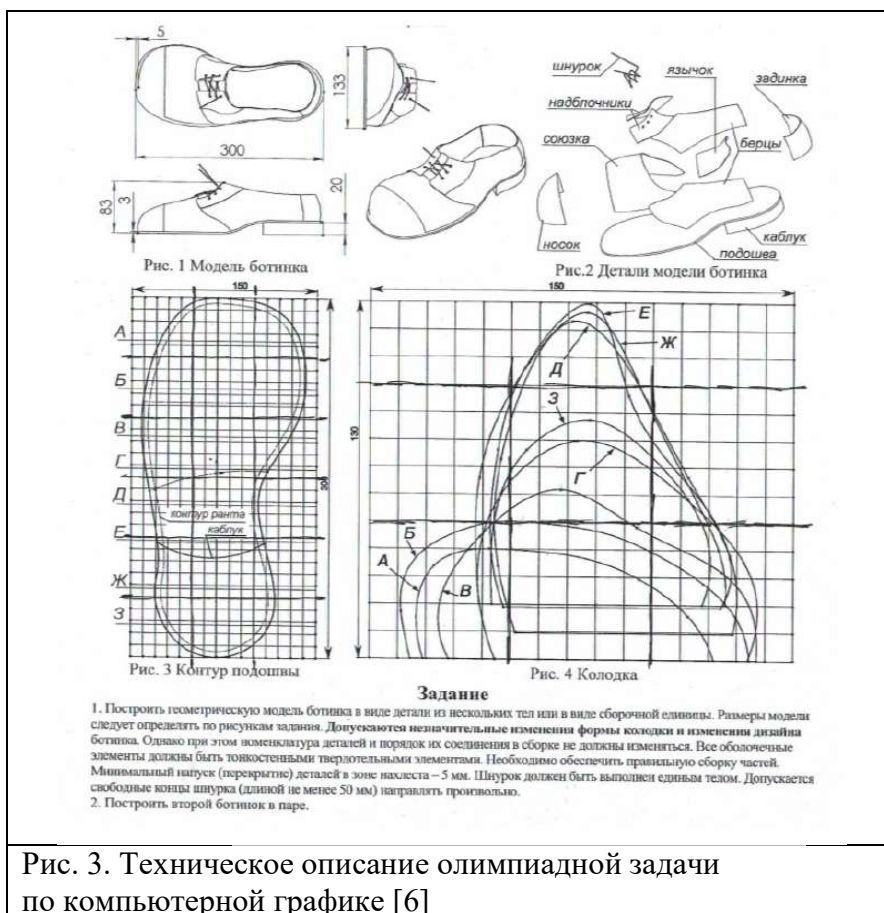 5
133
300
83
3
20
Рис. 1 Модель ботинка
шнурок
язычок
задинка
надблочники
союзка
берцы
носок
каблук
подошва
Рис.2 Детали модели ботинка
150
А
Б
В
Г
Д
Е
Ж
З
контур ранта
каблук
300
Рис. 3 Контур подошвы
150
130
Е
Ж
Д
З
Г
Б
А
В
Рис. 4 Колодка
Задание
1. Построить геометрическую модель ботинка в виде детали из нескольких тел или в виде сборочной единицы. Размеры модели
следует определять по рисункам задания. Допускаются незначительные изменения формы колодки и изменения дизайна
ботинка. Однако при этом номенклатура деталей и порядок их соединения в сборке не должны изменяться. Все оболочечные
элементы должны быть тонкостенными твердотельными элементами. Необходимо обеспечить правильную сборку частей.
Минимальный напуск (перекрытие) деталей в зоне нахлеста – 5 мм. Шнурок должен быть выполнен единым телом. Допускается
свободные концы шнурка (длиной не менее 50 мм) направлять произвольно.
2. Построить второй ботинок в паре.
Рис. 3. Техническое описание олимпиадной задачи
по компьютерной графике [6]